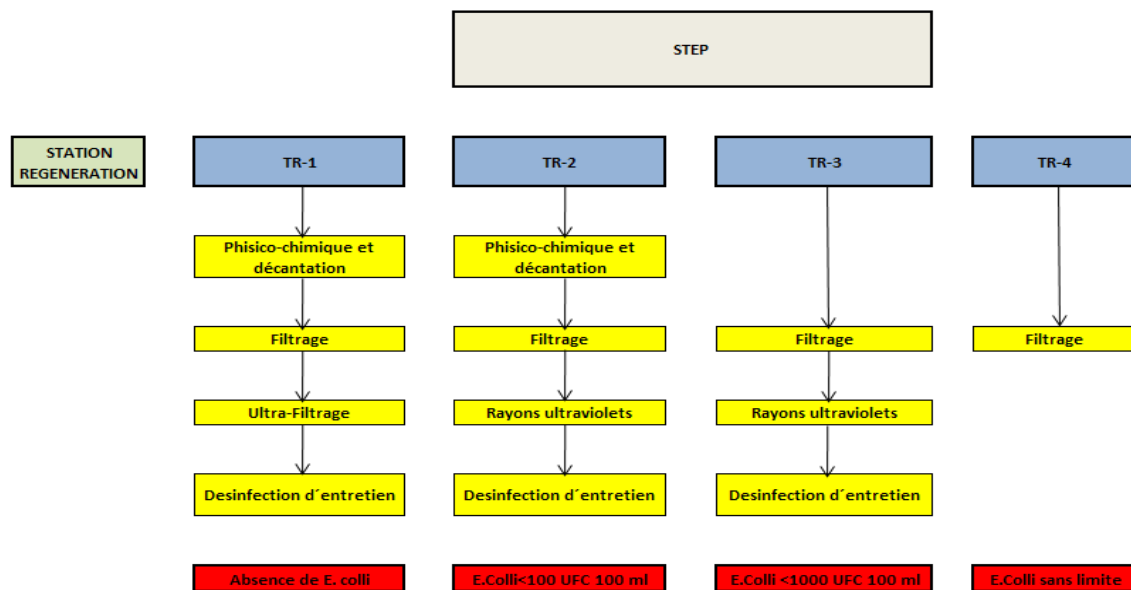 STEP
STATION
REGENERATION
TR-1
TR-2
TR-3
TR-4
Phisico-chimique et
décantation
Phisico-chimique et
décantation
Filtrage
Filtrage
Filtrage
Filtrage
Ultra-Filtrage
Rayons ultraviolets
Rayons ultraviolets
Desinfection d´entretien
Desinfection d´entretien
Desinfection d´entretien
Absence de E. colli
E.Colli<100 UFC 100 ml
E.Colli <1000 UFC 100 ml
E.Colli sans limite